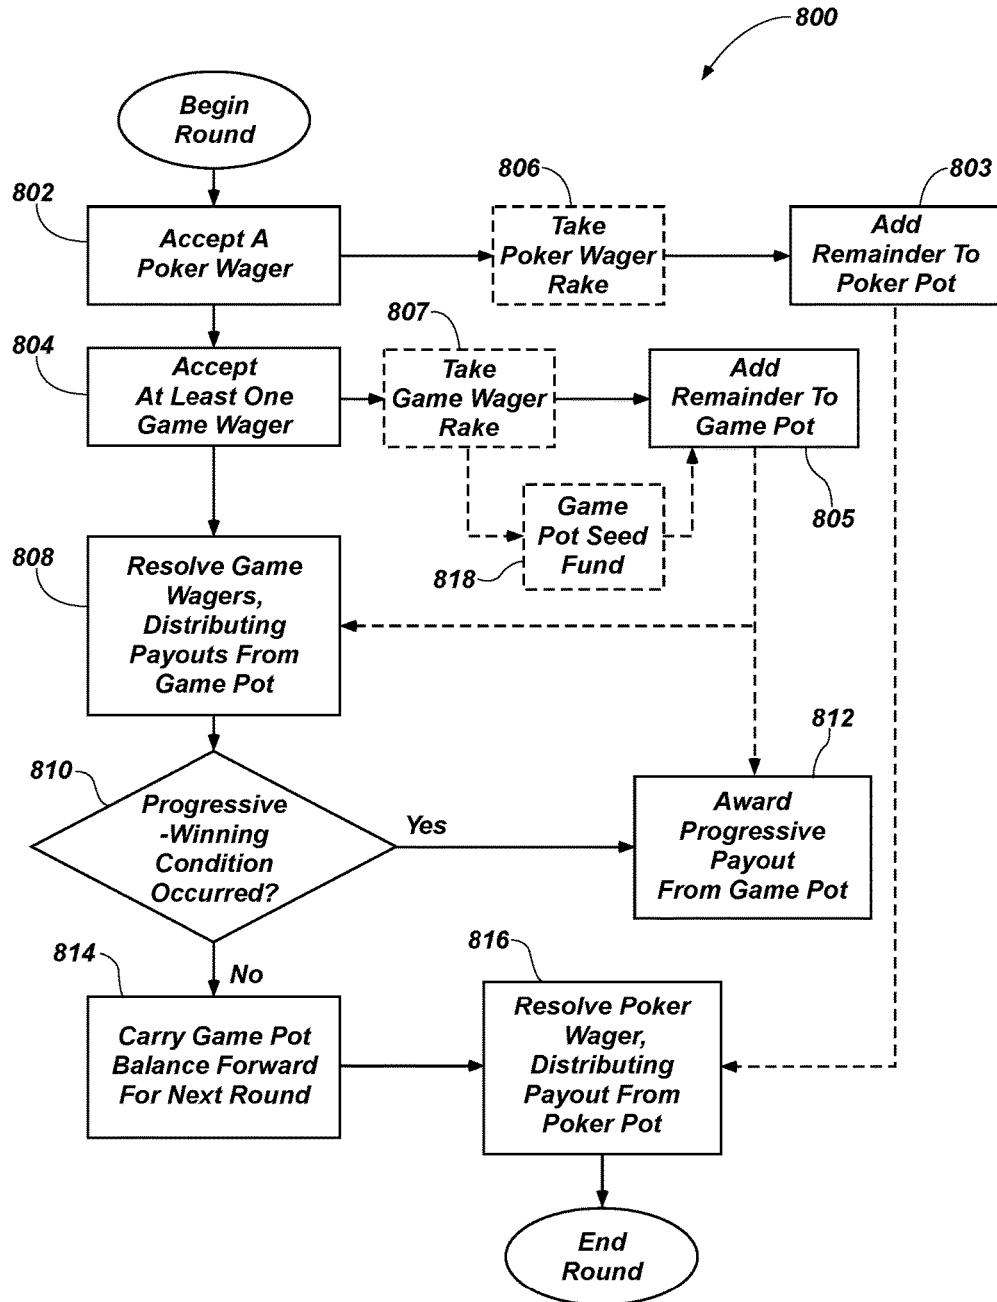 800
Begin
Round
802
Accept A
Poker Wager
806
Take
Poker Wager
Rake
803
Add
Remainder To
Poker Pot
804
Accept
At Least One
Game Wager
807
Take
Game Wager
Rake
Add
Remainder To
Game Pot
805
Game
Pot Seed
Fund
818
808
Resolve Game
Wagers,
Distributing
Payouts From
Game Pot
810
Progressive
-Winning
Condition
Occurred?
Yes
812
Award
Progressive
Payout
From Game Pot
No
814
Carry Game Pot
Balance Forward
For Next Round
816
Resolve Poker
Wager,
Distributing
Payout From
Poker Pot
End
Round